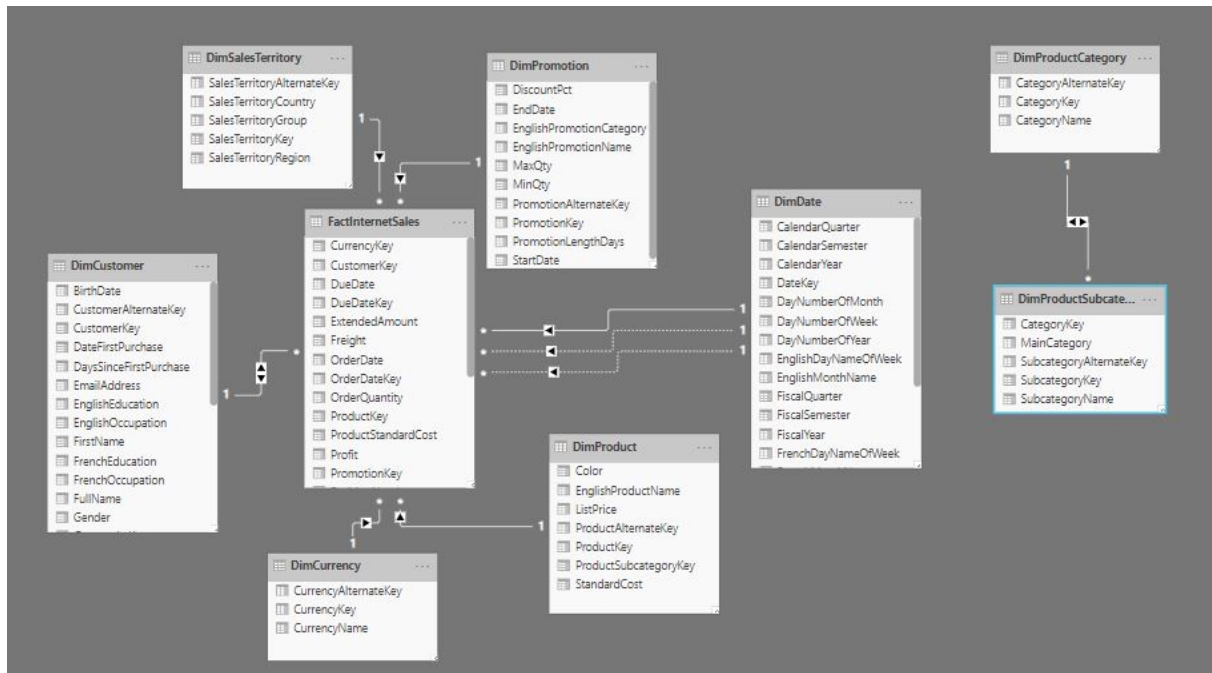 DimSalesTerritory ...
SalesTerritoryAlternateKey
SalesTerritoryCountry
SalesTerritoryGroup
SalesTerritoryKey
SalesTerritoryRegion
DimPromotion ...
DiscountPct
EndDate
EnglishPromotionCategory
EnglishPromotionName
MaxQty
MinQty
PromotionAlternateKey
PromotionKey
PromotionLengthDays
StartDate
DimProductCategory ...
CategoryAlternateKey
CategoryKey
CategoryName
1
1
1
DimDate ...
CalendarQuarter
CalendarSemester
CalendarYear
DateKey
DayNumberOfMonth
DayNumberOfWeek
DayNumberOfYear
EnglishDayNameOfWeek
EnglishMonthName
FiscalQuarter
FiscalSemester
FiscalYear
FrenchDayNameOfWeek
*
*
FactInternetSales ...
CurrencyKey
CustomerKey
DueDate
DueDateKey
ExtendedAmount
Freight
OrderDate
OrderDateKey
OrderQuantity
ProductKey
ProductStandardCost
Profit
PromotionKey
DimCustomer ...
BirthDate
CustomerAlternateKey
CustomerKey
DateFirstPurchase
DaysSinceFirstPurchase
EmailAddress
EnglishEducation
EnglishOccupation
FirstName
FrenchEducation
FrenchOccupation
FullName
Gender
*
DimProductSubcate... ...
CategoryKey
MainCategory
SubcategoryAlternateKey
SubcategoryKey
SubcategoryName
1
1
1
*
*
*
*
1
DimProduct ...
Color
EnglishProductName
ListPrice
ProductAlternateKey
ProductKey
ProductSubcategoryKey
StandardCost
*
*
1
1
DimCurrency ...
CurrencyAlternateKey
CurrencyKey
CurrencyName